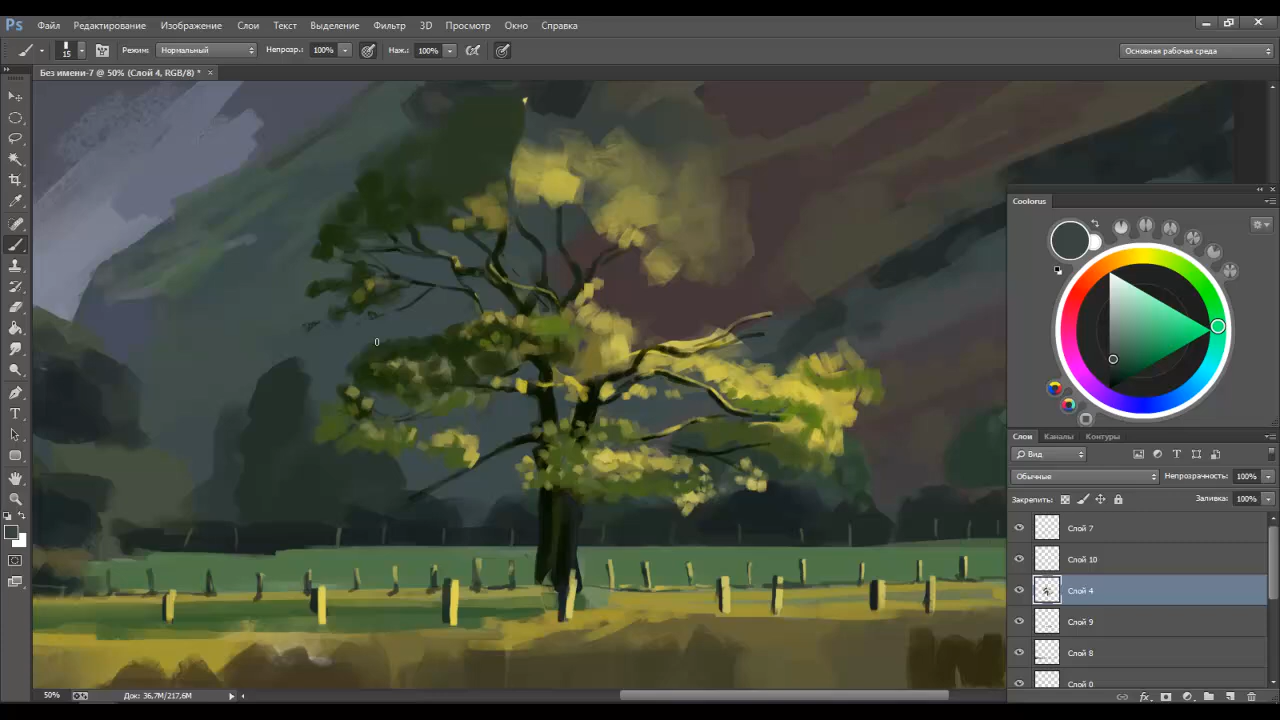 Ps Файл Редактирование Изображение Слои Текст Выделение Фильтр 3D Просмотр Окно Справка
15 Режим: Нормальный Непрозр.: 100% Наж.: 100% Основная рабочая среда
Без имени-7 @ 50% (Слой 4, RGB/8) * ×
Coolorus
Слои Каналы Контуры
Вид
Обычные Непрозрачность: 100%
Закрепить: Заливка: 100%
Слой 7
Слой 10
Слой 4
Слой 9
Слой 8
Слой 0
50% Док: 36,7M/217,6M